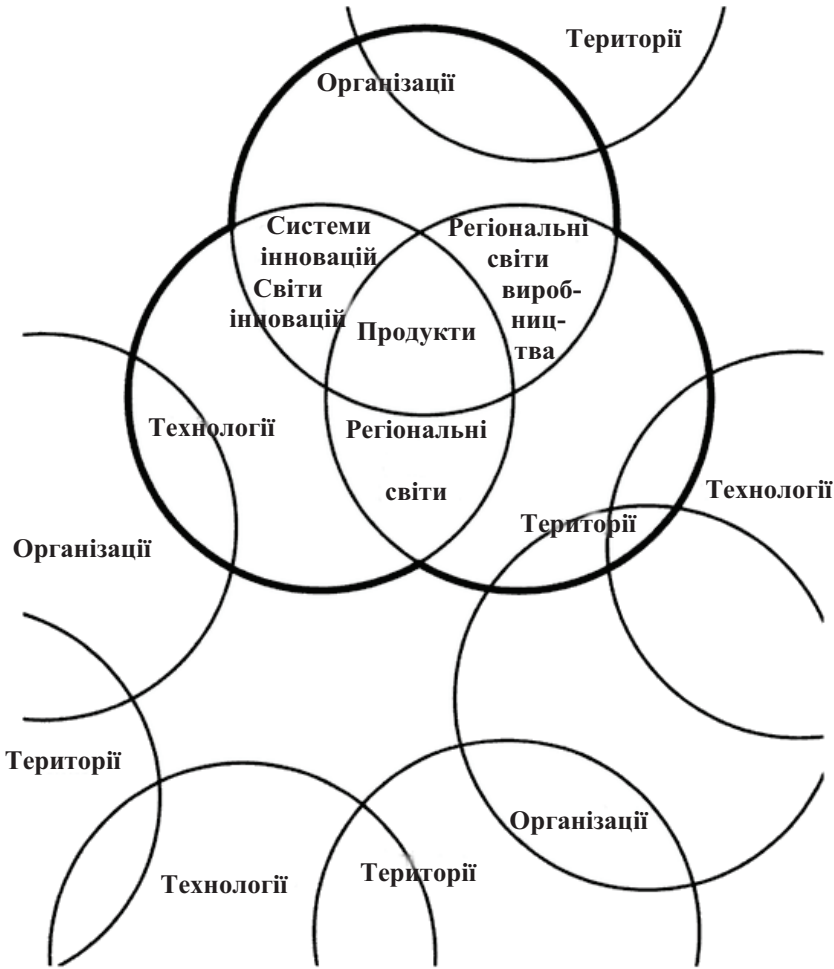 Території
Організації
Системи
інновацій
Світи
інновацій
Регіональні
світи
вироб-
ниц-
тва
Продукти
Технології
Регіональні
світи
Технології
Території
Організації
Території
Організації
Технології
Території